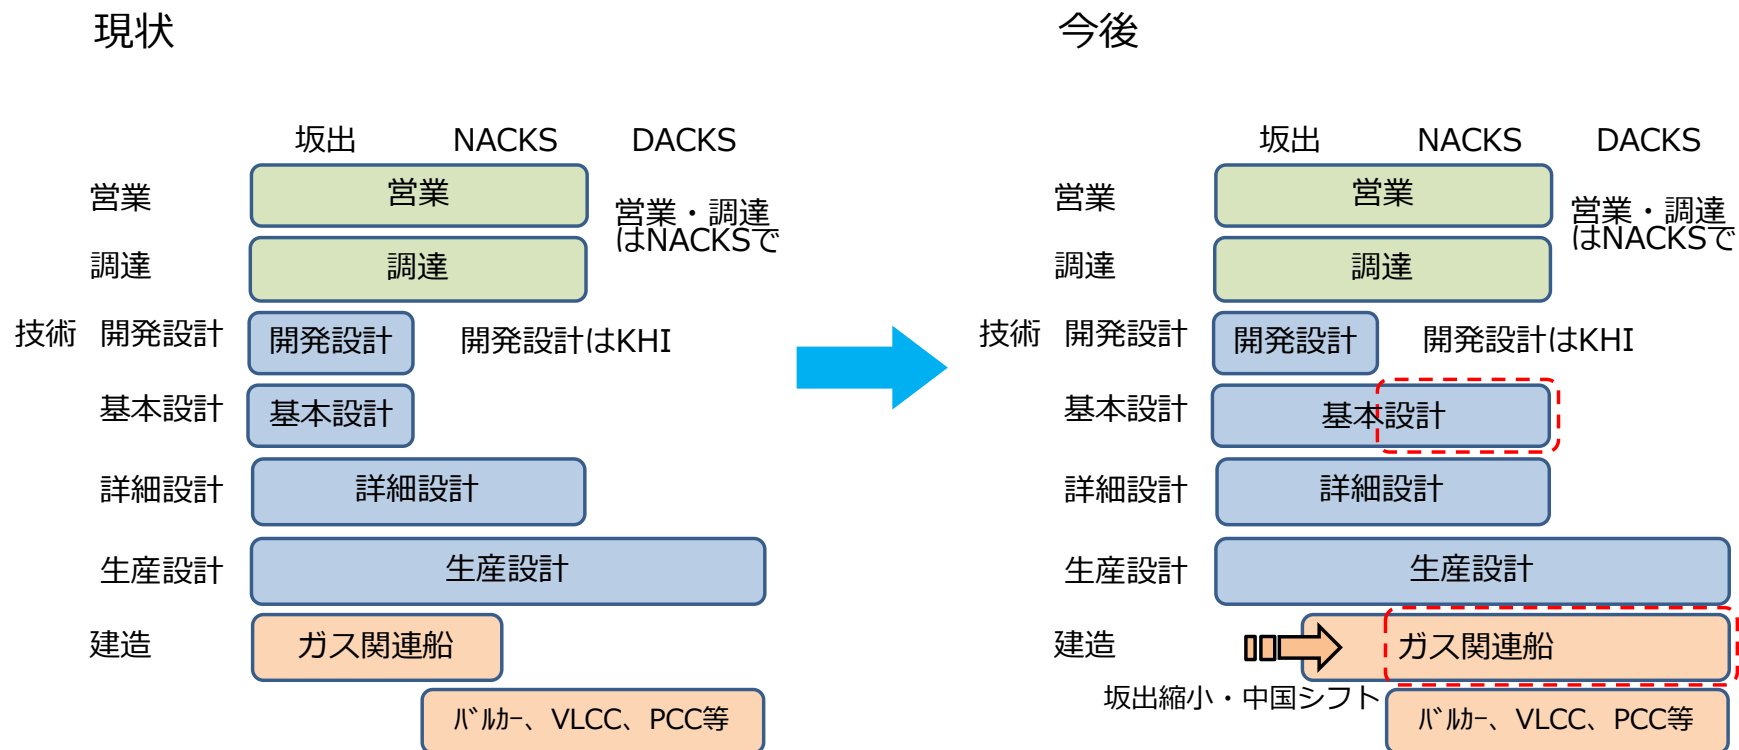 現状
坂出 NACKS DACKS
営業 営業
営業・調達
はNACKSで
調達 調達
技術 開発設計 開発設計 開発設計はKHI
基本設計 基本設計
詳細設計 詳細設計
生産設計 生産設計
建造 ガス関連船
ﾊﾞﾙｶｰ、VLCC、PCC等
今後
坂出 NACKS DACKS
営業 営業
営業・調達
はNACKSで
調達 調達
技術 開発設計 開発設計 開発設計はKHI
基本設計 基本設計
詳細設計 詳細設計
生産設計 生産設計
建造 ガス関連船
坂出縮小・中国シフト
ﾊﾞﾙｶｰ、VLCC、PCC等